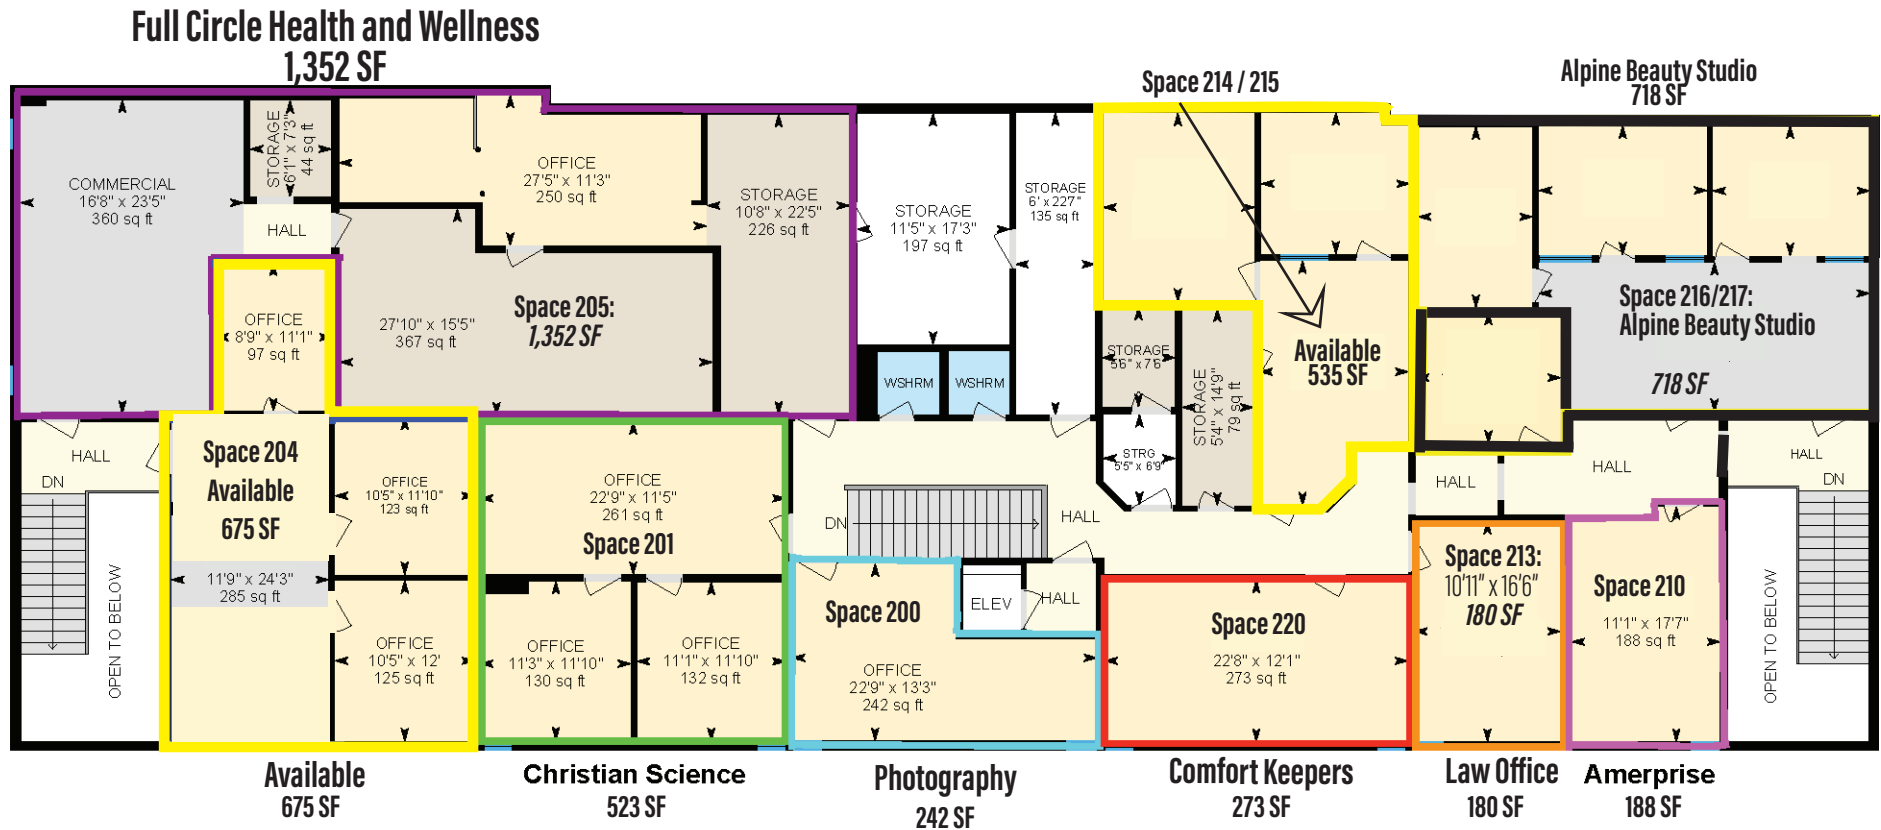 Full Circle Health and Wellness
1,352 SF
Space 214 / 215
Alpine Beauty Studio
718 SF
COMMERCIAL
16'8" x 23'5"
360 sq ft
STORAGE
6'1" x 7'3"
44 sq ft
HALL
OFFICE
27'5" x 11'3"
250 sq ft
STORAGE
10'8" x 22'5"
226 sq ft
27'10" x 15'5"
367 sq ft
Space 205:
1,352 SF
OFFICE
8'9" x 11'1"
97 sq ft
STORAGE
11'5" x 17'3"
197 sq ft
STORAGE
6' x 22'7"
135 sq ft
WSHRM
WSHRM
STORAGE
5'6" x 7'6"
STORAGE
5'4" x 14'9"
79 sq ft
STRG
5'5" x 6'9"
Available
535 SF
Space 216/217:
Alpine Beauty Studio
718 SF
HALL
DN
OPEN TO BELOW
Space 204
Available
675 SF
11'9" x 24'3"
285 sq ft
OFFICE
10'5" x 11'10"
123 sq ft
OFFICE
10'5" x 12'
125 sq ft
OFFICE
22'9" x 11'5"
261 sq ft
Space 201
OFFICE
11'3" x 11'10"
130 sq ft
OFFICE
11'1" x 11'10"
132 sq ft
DN
HALL
Space 200
ELEV
HALL
OFFICE
22'9" x 13'3"
242 sq ft
Space 220
22'8" x 12'1"
273 sq ft
HALL
HALL
Space 213:
10'11" x 16'6"
180 SF
Space 210
11'1" x 17'7"
188 sq ft
HALL
DN
OPEN TO BELOW
Available
675 SF
Christian Science
523 SF
Photography
242 SF
Comfort Keepers
273 SF
Law Office
180 SF
Amerprise
188 SF